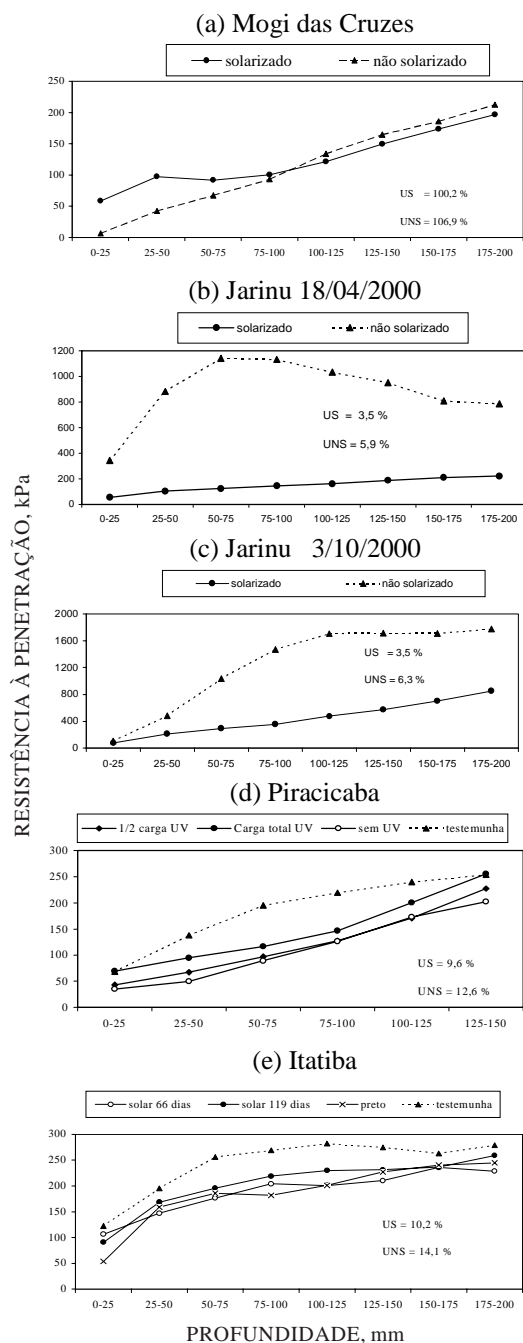 (a) Mogi das Cruzes
solarizado não solarizado
250
200
150
100
50
0
US = 100,2 %
UNS = 106,9 %
0-25 25-50 50-75 75-100 100-125 125-150 150-175 175-200
(b) Jarinu 18/04/2000
solarizado não solarizado
1200
1000
800
600
400
200
0
US = 3,5 %
UNS = 5,9 %
0-25 25-50 50-75 75-100 100-125 125-150 150-175 175-200
(c) Jarinu 3/10/2000
solarizado não solarizado
2000
1600
1200
800
400
0
US = 3,5 %
UNS = 6,3 %
0-25 25-50 50-75 75-100 100-125 125-150 150-175 175-200
(d) Piracicaba
1/2 carga UV Carga total UV sem UV testemunha
300
250
200
150
100
50
0
US = 9,6 %
UNS = 12,6 %
0-25 25-50 50-75 75-100 100-125 125-150
(e) Itatiba
solar 66 dias solar 119 dias preto testemunha
300
250
200
150
100
50
0
US = 10,2 %
UNS = 14,1 %
0-25 25-50 50-75 75-100 100-125 125-150 150-175 175-200
RESISTÊNCIA À PENETRAÇÃO, kPa
PROFUNDIDADE, mm